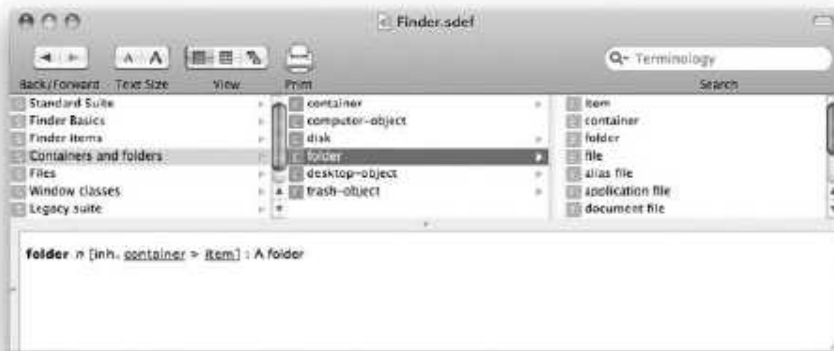 Finder.sdef
A A
Terminology
Back/Forward Text Size View Print Search
Standard Suite
Finder Basics
Finder items
Containers and folders
Files
Window classes
Legacy suite
container
computer-object
disk
folder
desktop-object
trash-object
item
container
folder
file
alias file
application file
document file
folder n [inh. container > item] : A folder